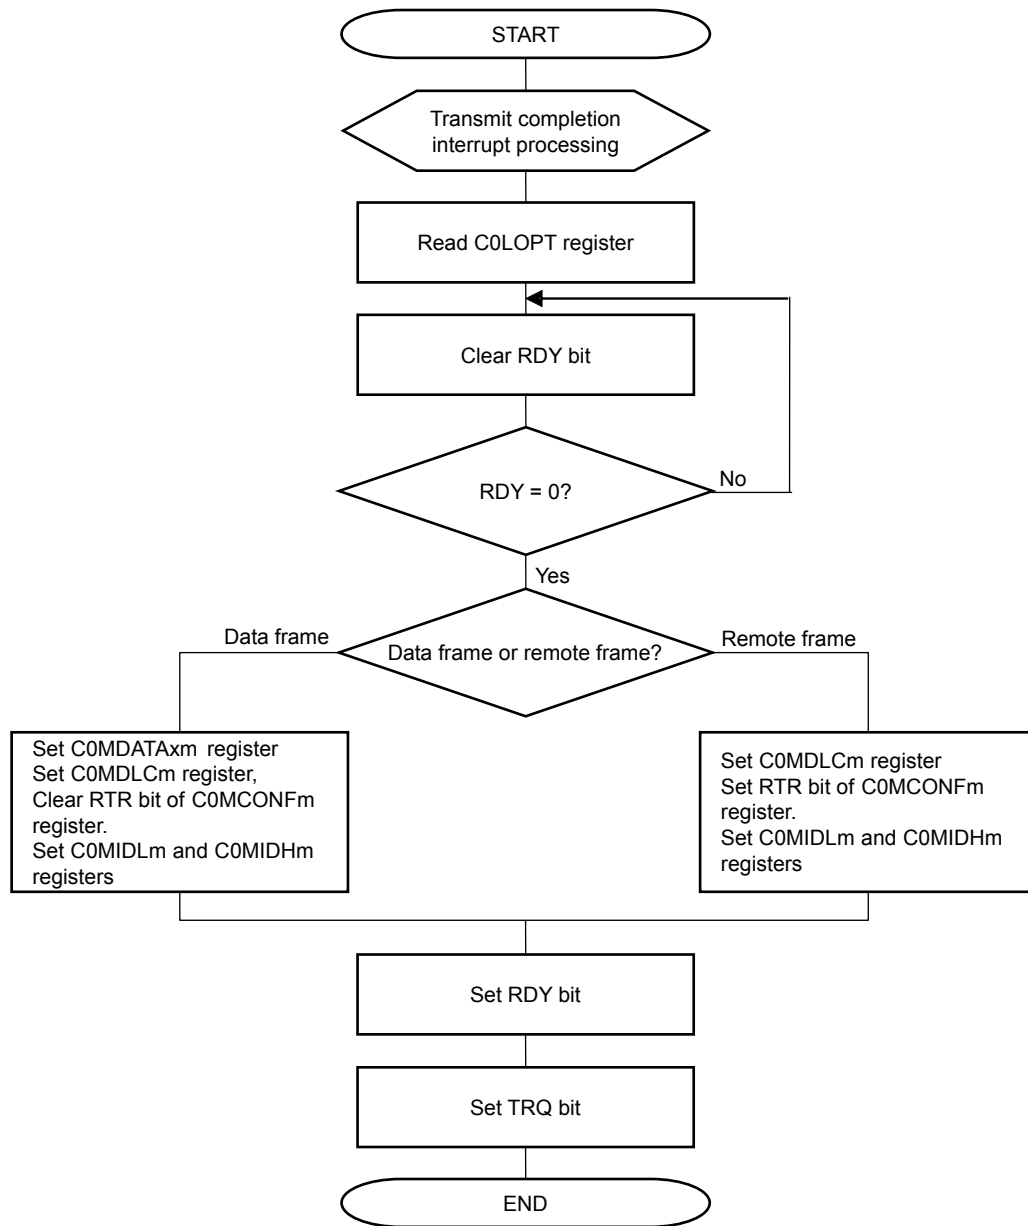 START
Transmit completion
interrupt processing
Read C0LOPT register
Clear RDY bit
RDY = 0?
No
Yes
Data frame
Data frame or remote frame?
Remote frame
Set C0MDATAxm register
Set C0MDLCm register,
Clear RTR bit of C0MCONFm
register.
Set C0MIDLm and C0MIDHm
registers
Set C0MDLCm register
Set RTR bit of C0MCONFm
register.
Set C0MIDLm and C0MIDHm
registers
Set RDY bit
Set TRQ bit
END